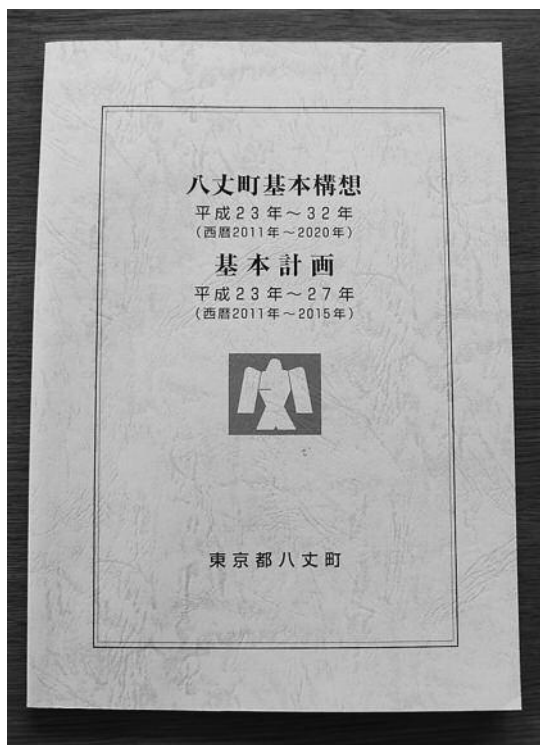 八丈町基本構想
平成23年～32年
（西暦2011年～2020年）
基本計画
平成23年～27年
（西暦2011年～2015年）
東京都八丈町